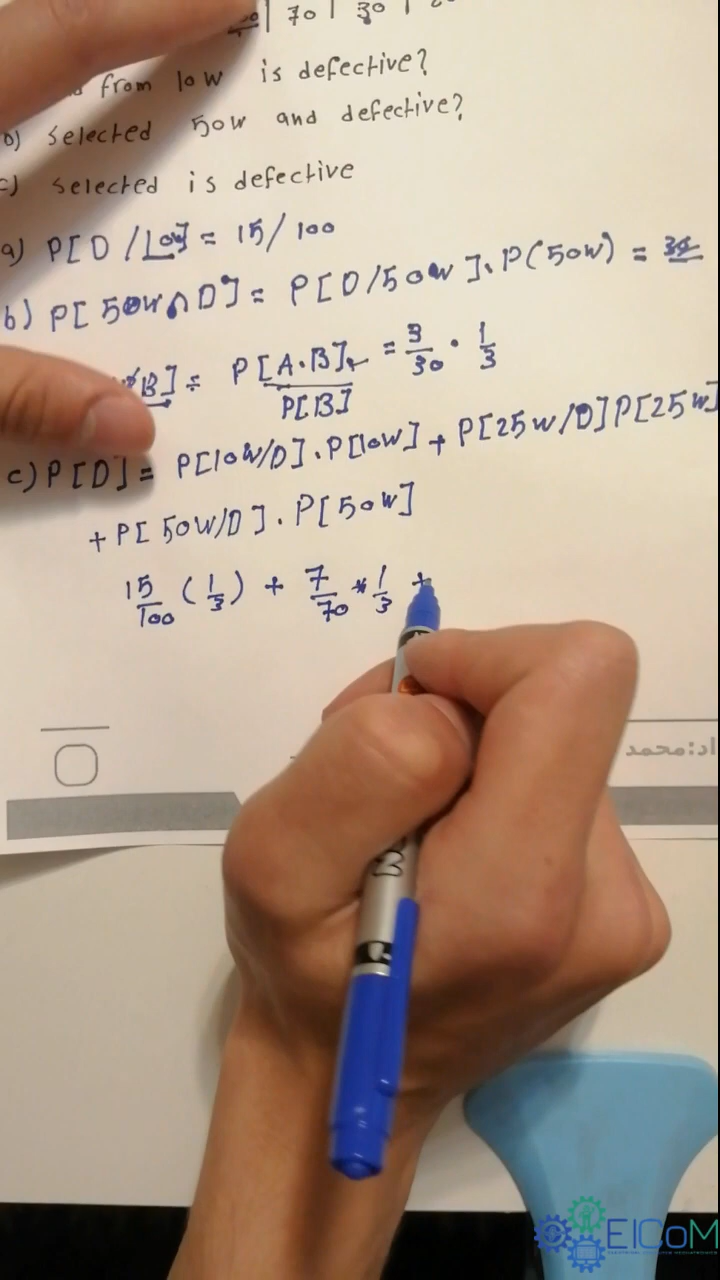 70 | 30 |
from 10w is defective?
b) selected 50w and defective?
c) selected is defective
a) P[D/10w] = 15/100
b) P[50w∩D] = P[D/50w].P(50w) =
B] = P[A.B] / P[B] = 3/30 . 1/3
c) P[D] = P[10w/D].P[10w] + P[25w/D]P[25w]
+ P[50w/D].P[50w]
15/100 (1/3) + 7/70 * 1/3 +
اد:محمد
EICoM